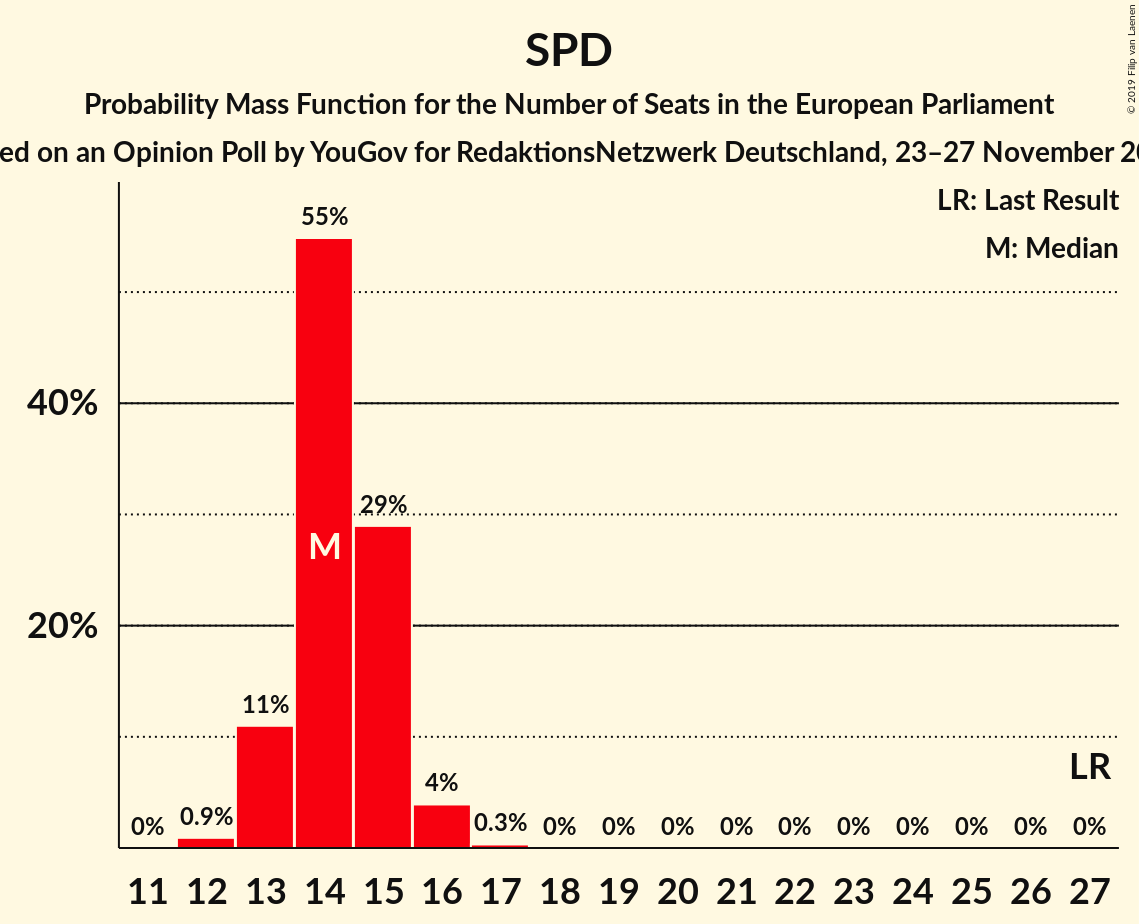 SPD
Probability Mass Function for the Number of Seats in the European Parliament
ed on an Opinion Poll by YouGov for RedaktionsNetzwerk Deutschland, 23–27 November 20
© 2019 Filip van Laenen
LR: Last Result
M: Median
55%
40%
29%
M
20%
11%
LR
4%
0% 0.9% 0.3% 0% 0% 0% 0% 0% 0% 0% 0% 0% 0%
11 12 13 14 15 16 17 18 19 20 21 22 23 24 25 26 27